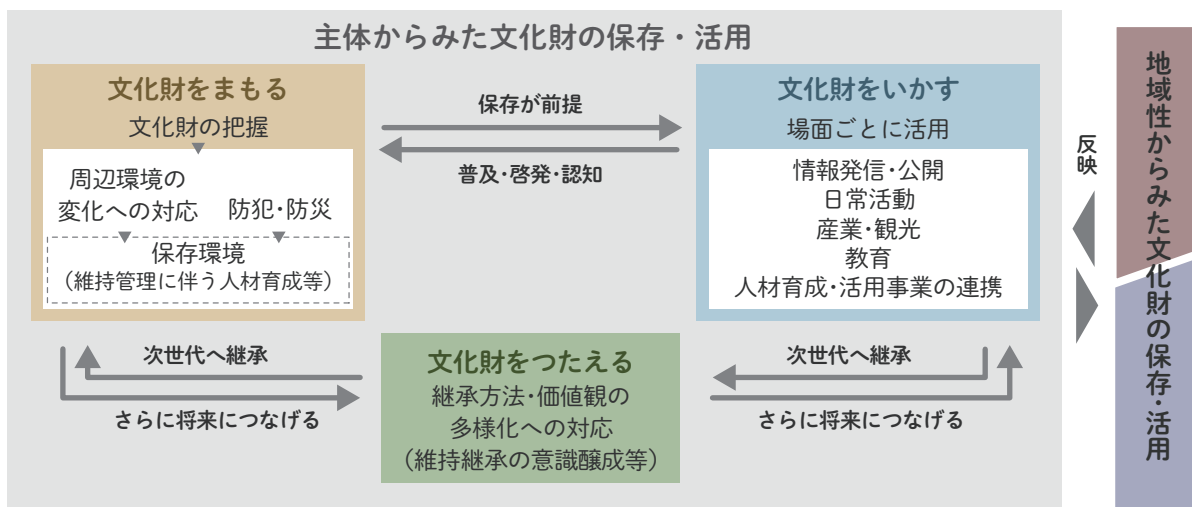 主体からみた文化財の保存・活用
文化財をまもる
文化財の把握
周辺環境の
変化への対応
防犯・防災
保存環境
（維持管理に伴う人材育成等）
保存が前提
普及・啓発・認知
文化財をいかす
場面ごとに活用
情報発信・公開
日常活動
産業・観光
教育
人材育成・活用事業の連携
次世代へ継承
さらに将来につなげる
文化財をつたえる
継承方法・価値観の
多様化への対応
（維持継承の意識醸成等）
次世代へ継承
さらに将来につなげる
反映
地域性からみた文化財の保存・活用